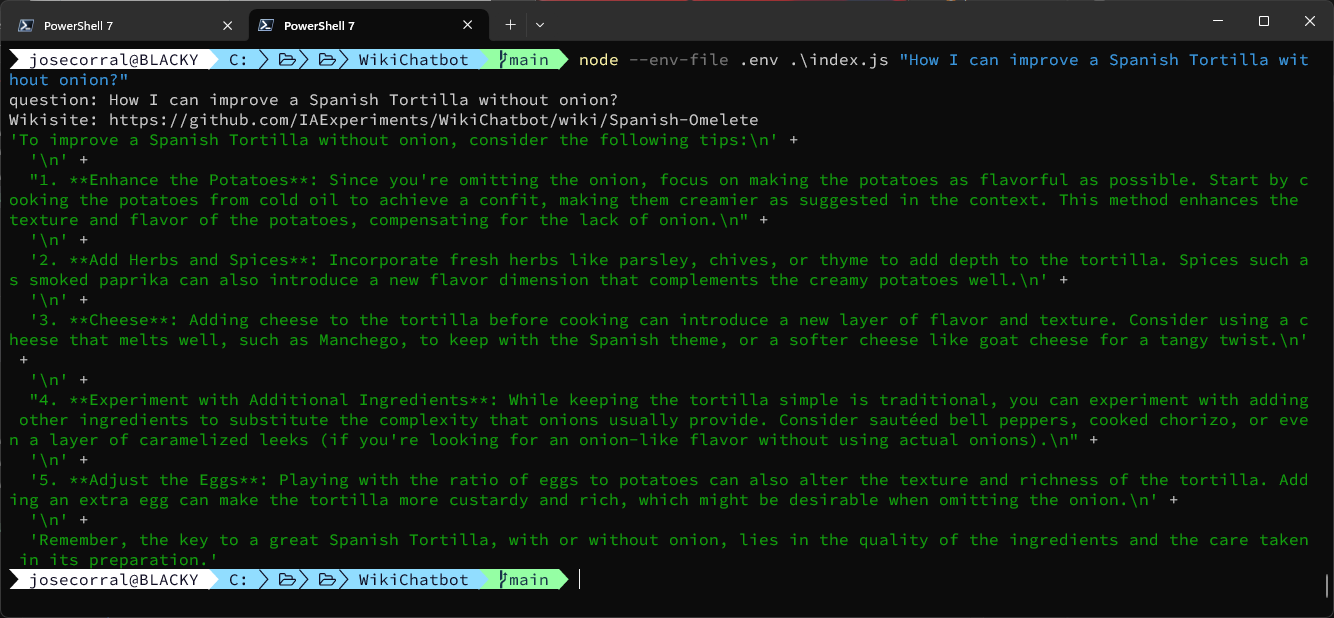 PowerShell 7
PowerShell 7
josecorral@BLACKY C: WikiChatbot main node --env-file .env .\index.js "How I can improve a Spanish Tortilla wit
hout onion?"
question: How I can improve a Spanish Tortilla without onion?
Wikisite: https://github.com/IAExperiments/WikiChatbot/wiki/Spanish-Omelete
'To improve a Spanish Tortilla without onion, consider the following tips:\n' +
'\n' +
"1. **Enhance the Potatoes**: Since you're omitting the onion, focus on making the potatoes as flavorful as possible. Start by c
ooking the potatoes from cold oil to achieve a confit, making them creamier as suggested in the context. This method enhances the
texture and flavor of the potatoes, compensating for the lack of onion.\n" +
'\n' +
'2. **Add Herbs and Spices**: Incorporate fresh herbs like parsley, chives, or thyme to add depth to the tortilla. Spices such a
s smoked paprika can also introduce a new flavor dimension that complements the creamy potatoes well.\n' +
'\n' +
'3. **Cheese**: Adding cheese to the tortilla before cooking can introduce a new layer of flavor and texture. Consider using a c
heese that melts well, such as Manchego, to keep with the Spanish theme, or a softer cheese like goat cheese for a tangy twist.\n'
+
'\n' +
"4. **Experiment with Additional Ingredients**: While keeping the tortilla simple is traditional, you can experiment with adding
other ingredients to substitute the complexity that onions usually provide. Consider sautéed bell peppers, cooked chorizo, or eve
n a layer of caramelized leeks (if you're looking for an onion-like flavor without using actual onions).\n" +
'\n' +
'5. **Adjust the Eggs**: Playing with the ratio of eggs to potatoes can also alter the texture and richness of the tortilla. Add
ing an extra egg can make the tortilla more custardy and rich, which might be desirable when omitting the onion.\n' +
'\n' +
'Remember, the key to a great Spanish Tortilla, with or without onion, lies in the quality of the ingredients and the care taken
in its preparation.'
josecorral@BLACKY C: WikiChatbot main